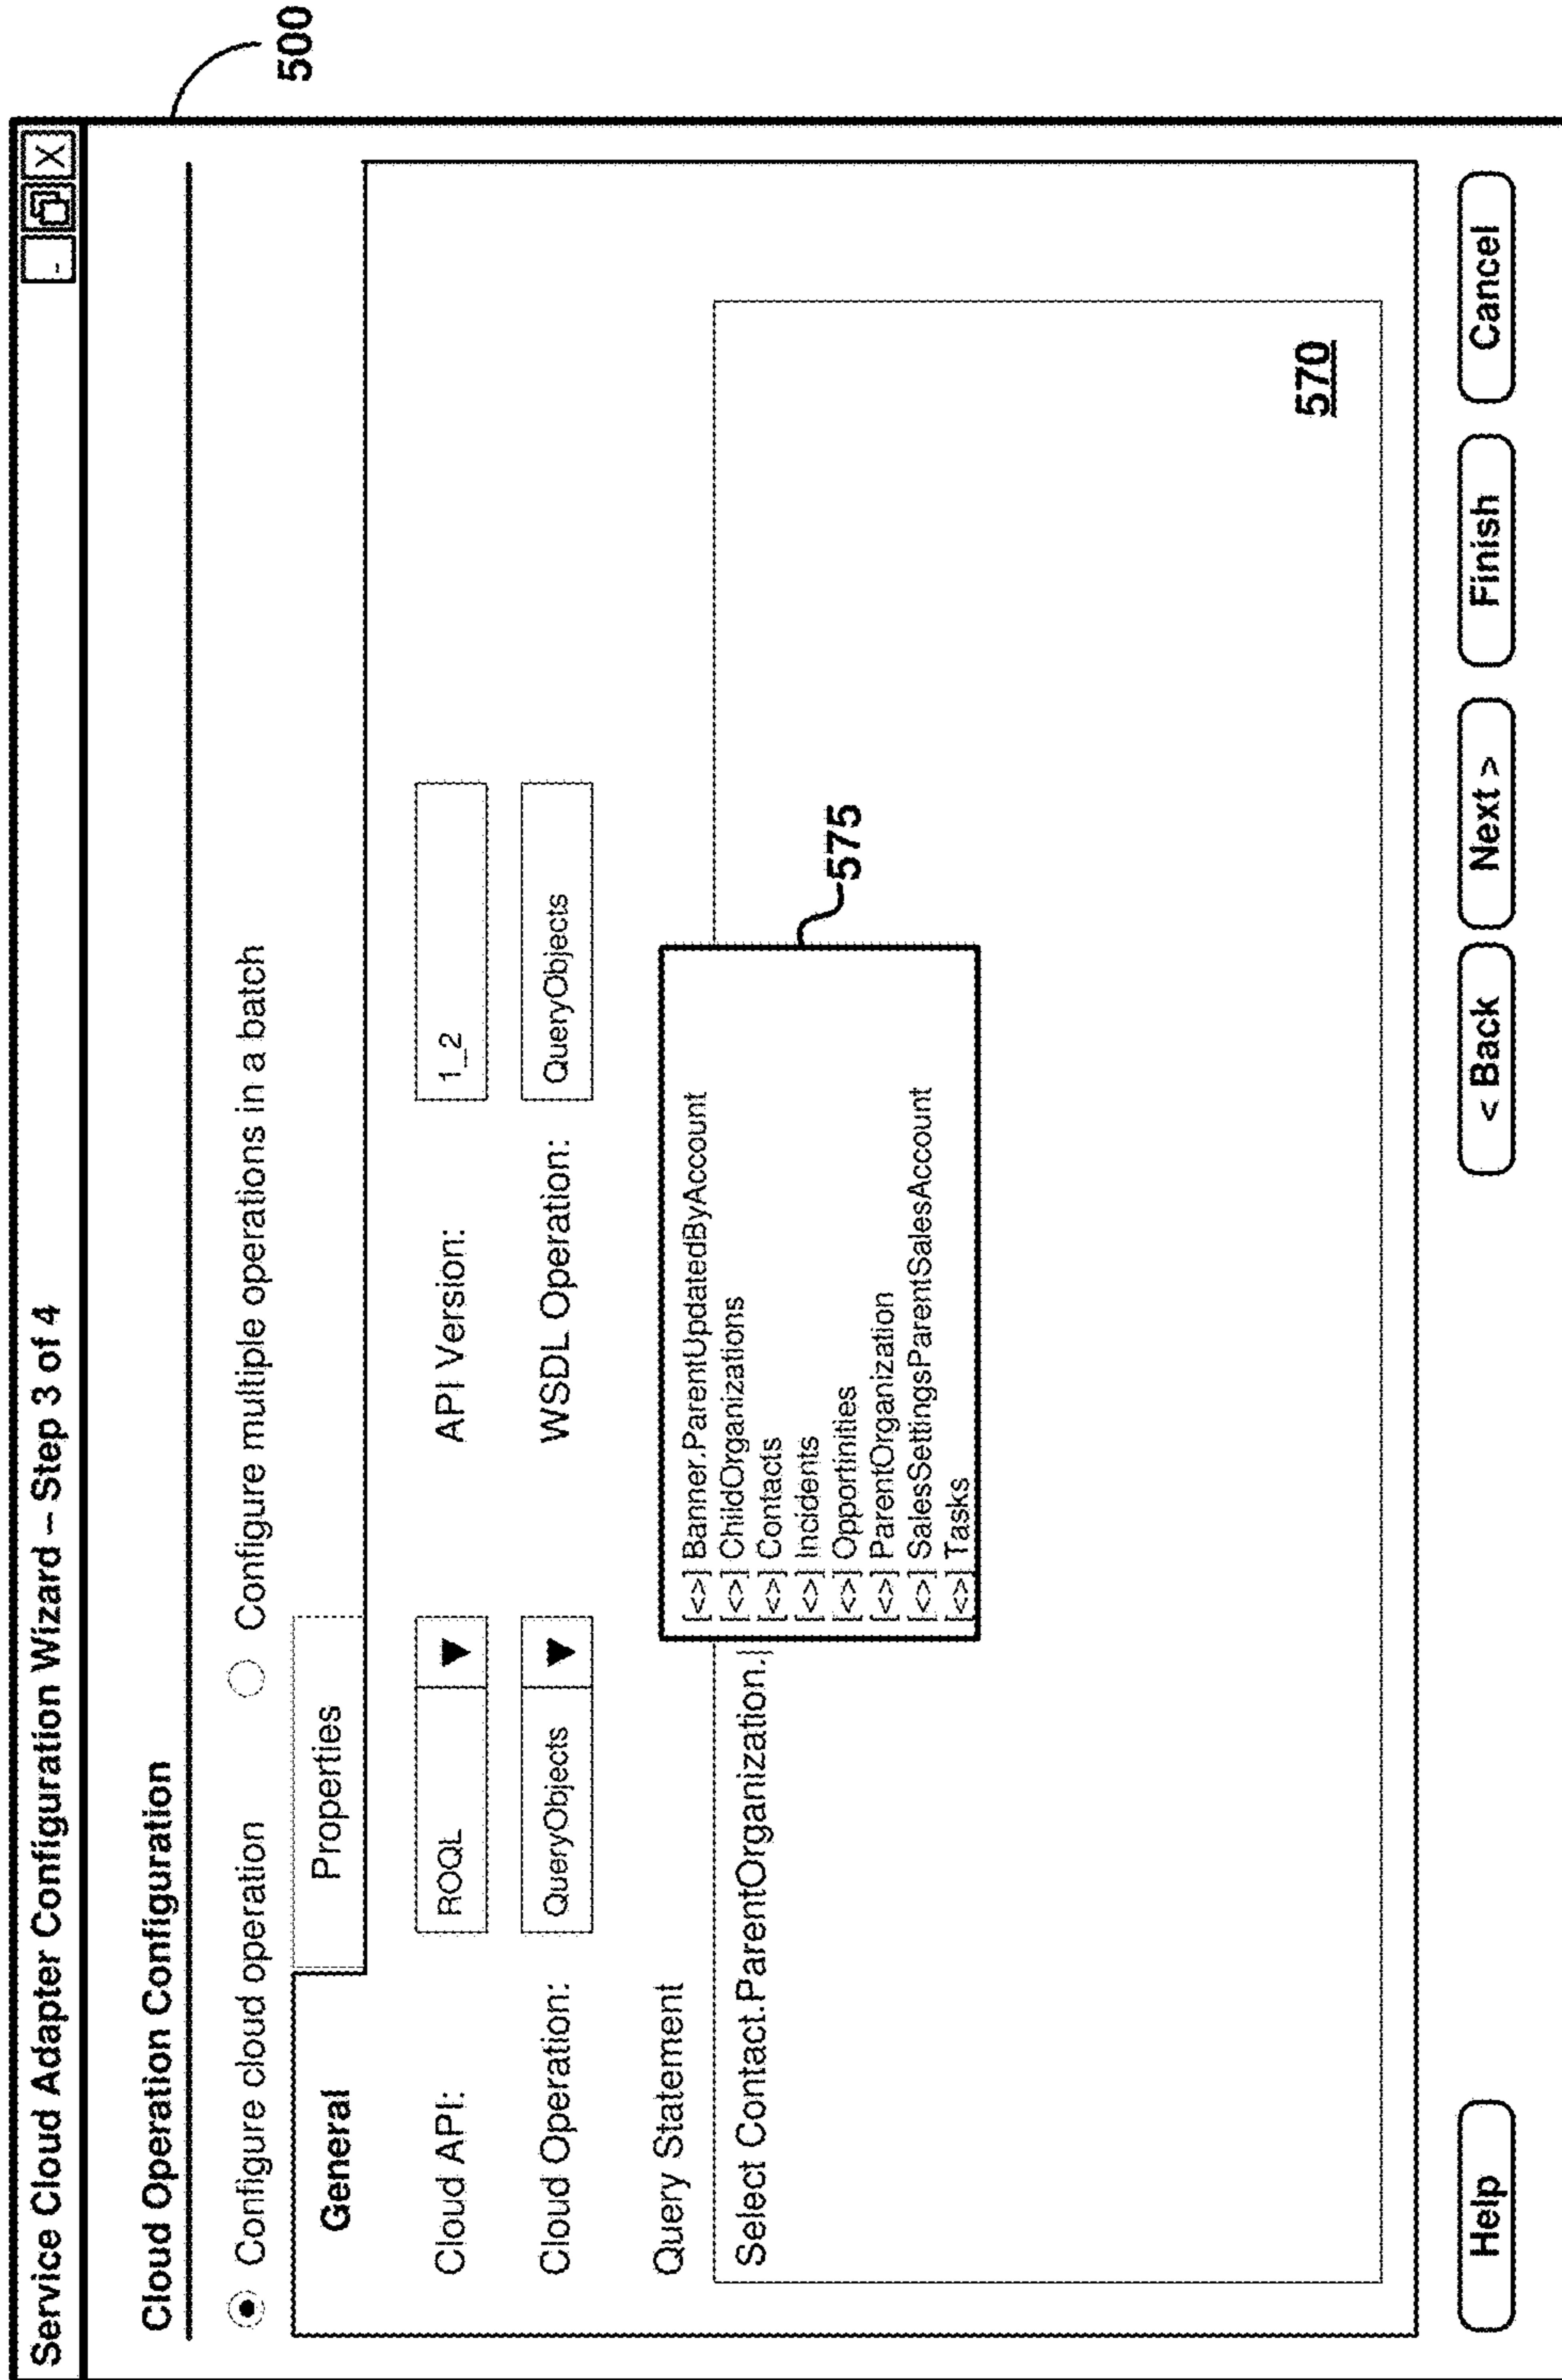 Service Cloud Adapter Configuration Wizard – Step 3 of 4
- X
500
Cloud Operation Configuration
Configure cloud operation Configure multiple operations in a batch
General Properties
Cloud API: ROQL API Version: 1_2
Cloud Operation: QueryObjects WSDL Operation: QueryObjects
Query Statement
Select Contact.ParentOrganization.|
[<>] Banner.ParentUpdatedByAccount
[<>] ChildOrganizations
[<>] Contacts
[<>] Incidents
[<>] Opportinities
[<>] ParentOrganization
[<>] SalesSettingsParentSalesAccount
[<>] Tasks
575
570
Help < Back Next > Finish Cancel